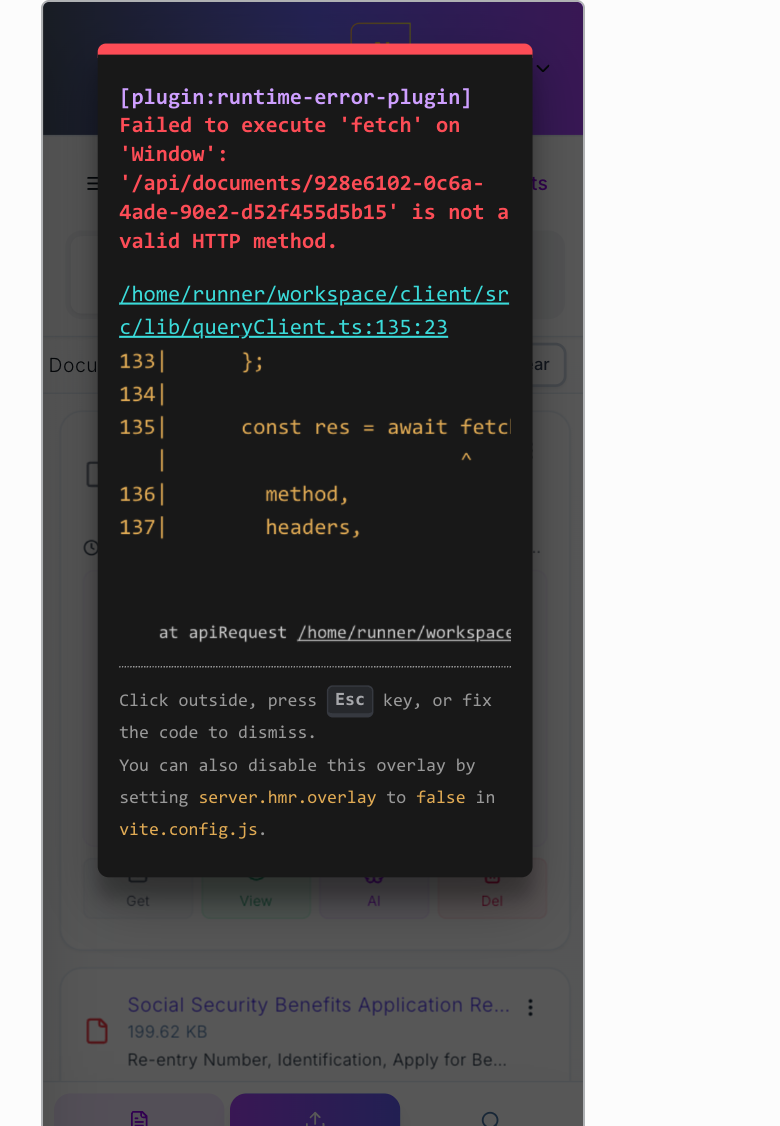 [plugin:runtime-error-plugin]
Failed to execute 'fetch' on
'Window':
'/api/documents/928e6102-0c6a-
4ade-90e2-d52f455d5b15' is not a
valid HTTP method.
ts
/home/runner/workspace/client/sr
c/lib/queryClient.ts:135:23
Docu
ar
133|      };
134|
135|      const res = await fetc
|                        ^
136|        method,
137|        headers,
...
at apiRequest /home/runner/workspace
Click outside, press Esc key, or fix
the code to dismiss.
You can also disable this overlay by
setting server.hmr.overlay to false in
vite.config.js.
Get View AI Del
Social Security Benefits Application Re...
199.62 KB
Re-entry Number, Identification, Apply for Be...